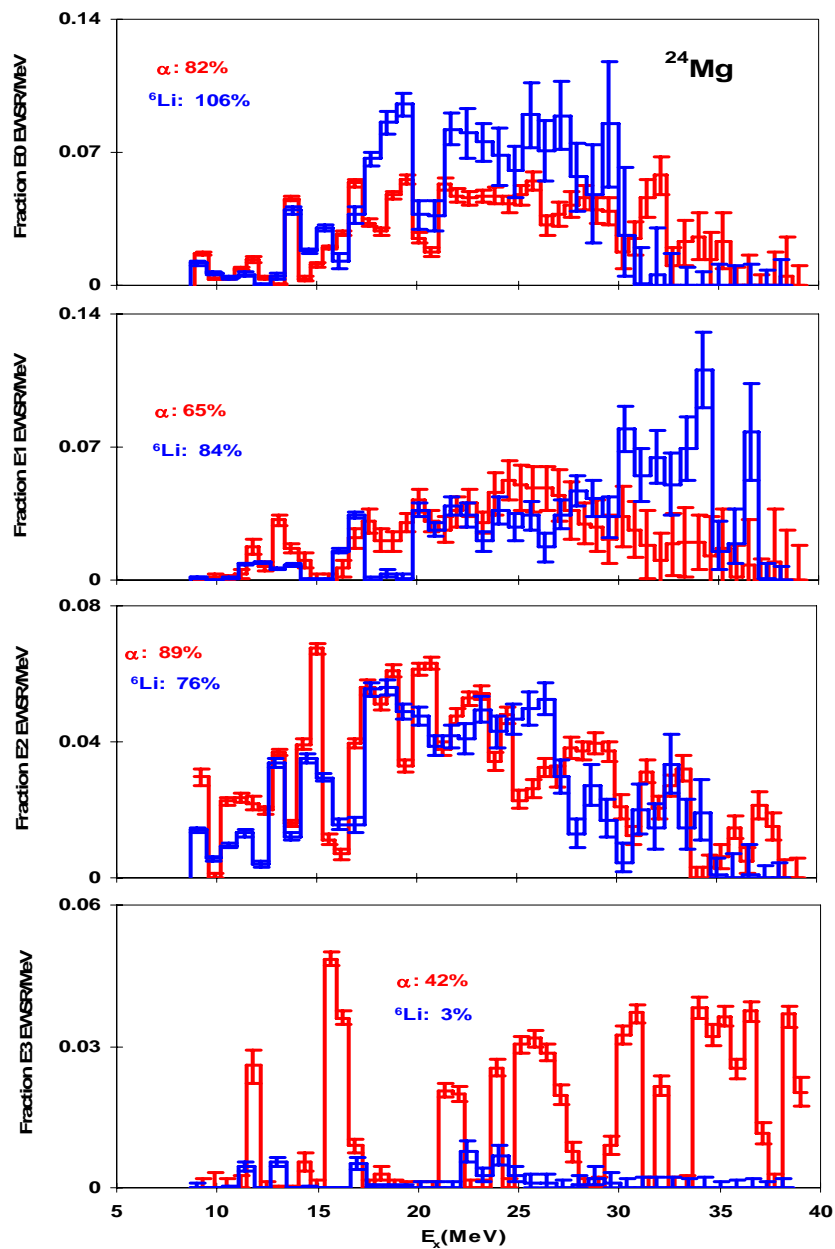 0.14
α: 82%
⁶Li: 106%
²⁴Mg
Fraction E0 EWSR/MeV
0.07
0
0.14
α: 65%
⁶Li: 84%
Fraction E1 EWSR/MeV
0.07
0
0.08
α: 89%
⁶Li: 76%
Fraction E2 EWSR/MeV
0.04
0
0.06
α: 42%
⁶Li: 3%
Fraction E3 EWSR/MeV
0.03
0
5 10 15 20 25 30 35 40
Eₓ(MeV)